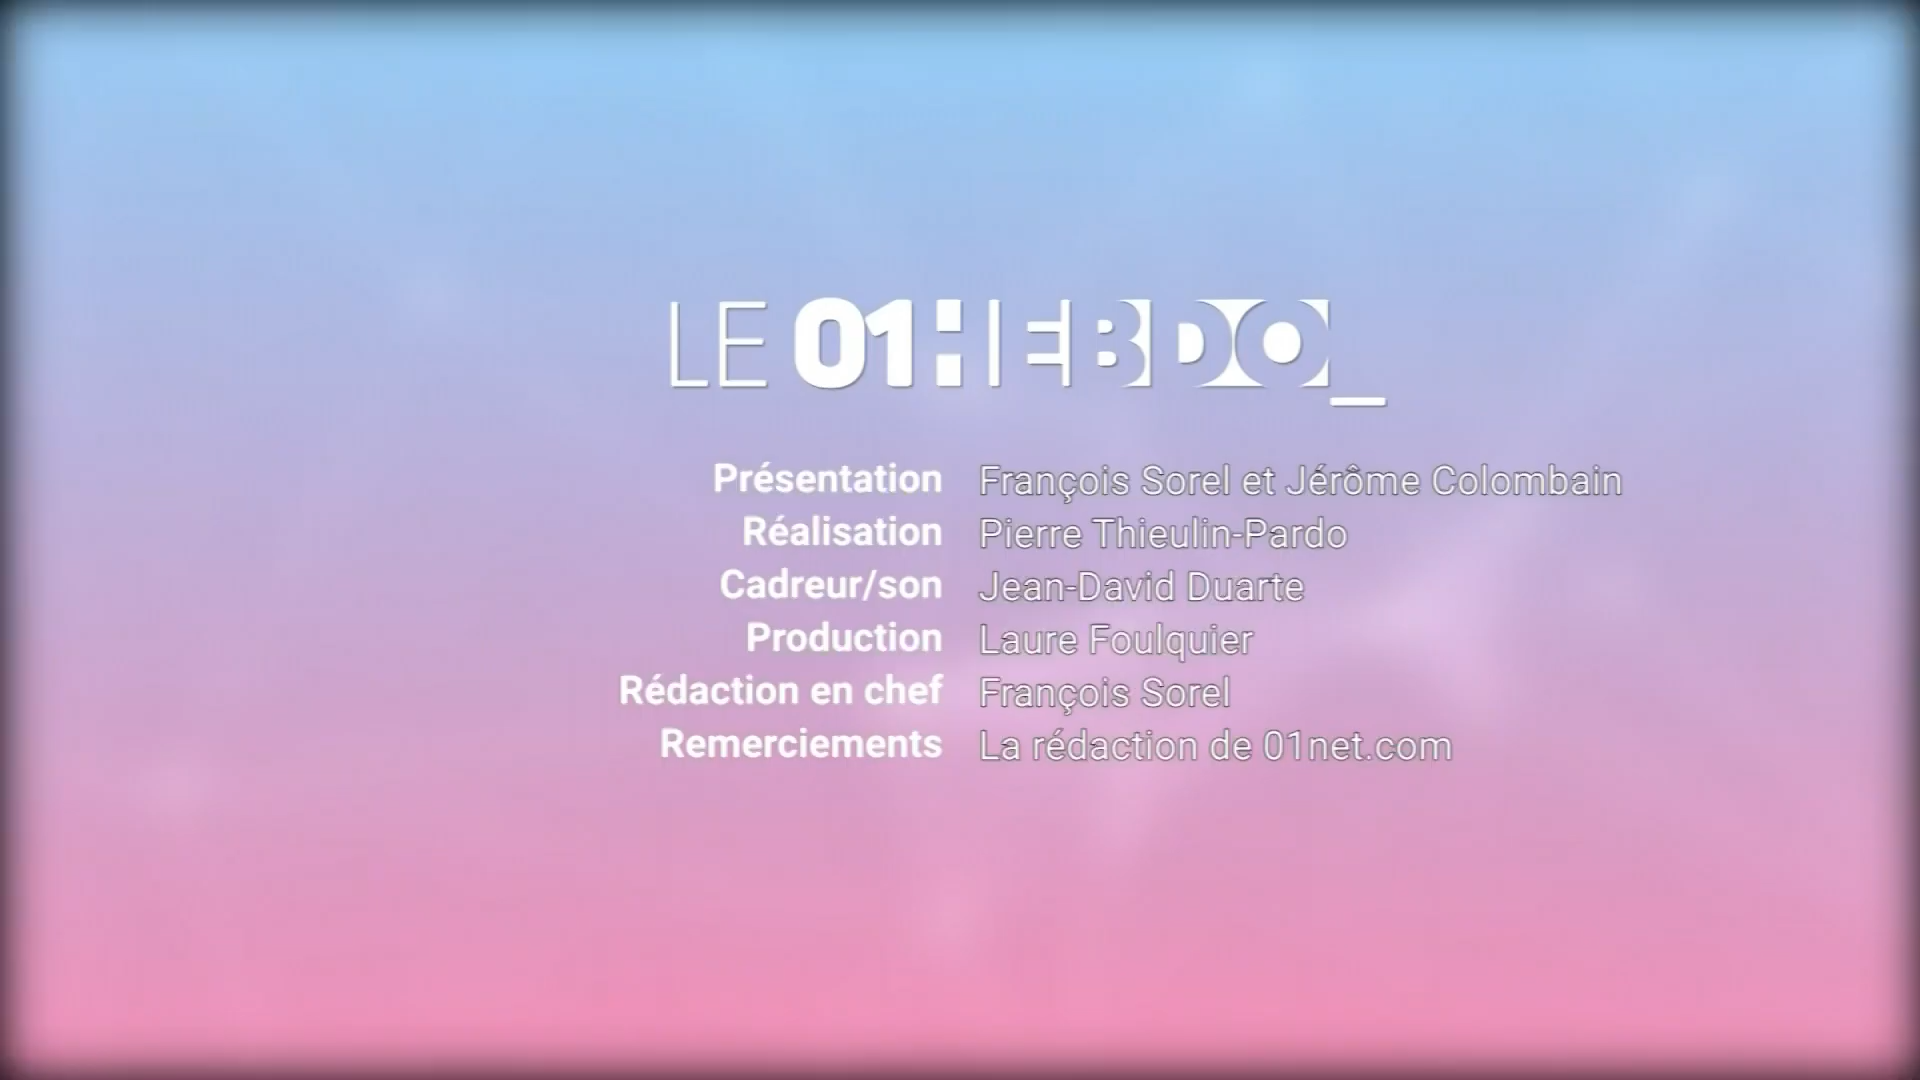 LE 01HEBDO_
Présentation François Sorel et Jérôme Colombain
Réalisation Pierre Thieulin-Pardo
Cadreur/son Jean-David Duarte
Production Laure Foulquier
Rédaction en chef François Sorel
Remerciements La rédaction de 01net.com